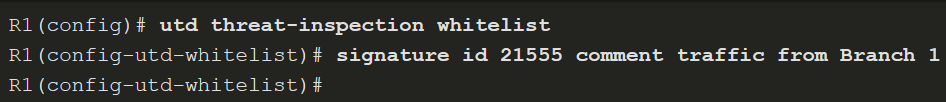 R1(config)# utd threat-inspection whitelist
R1(config-utd-whitelist)# signature id 21555 comment traffic from Branch 1
R1(config-utd-whitelist)#